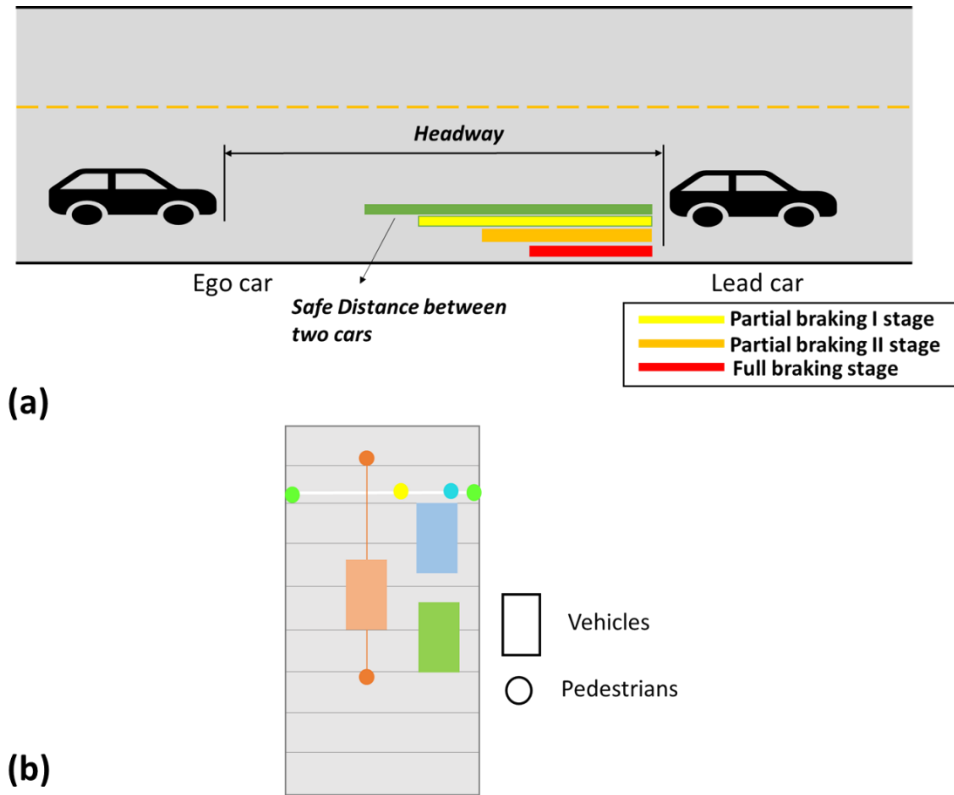 Headway
Ego car
Lead car
Safe Distance between
two cars
Partial braking I stage
Partial braking II stage
Full braking stage
(a)
Vehicles
Pedestrians
(b)